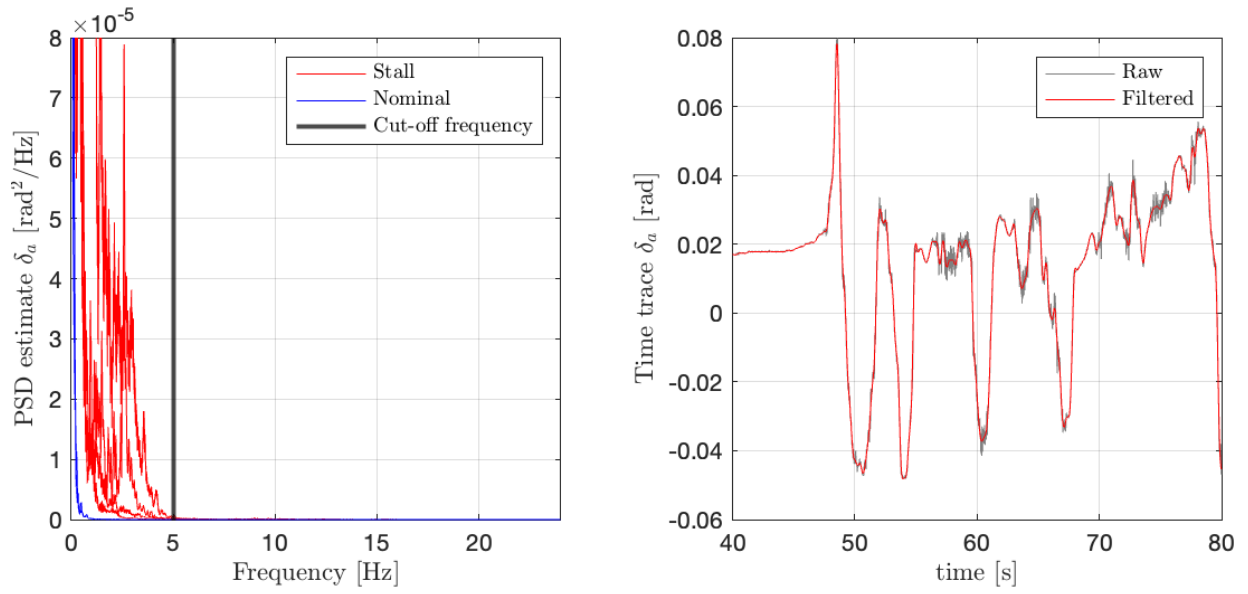 ×10⁻⁵
8
7
6
5
4
3
2
1
0
PSD estimate δₐ [rad²/Hz]
Stall
Nominal
Cut-off frequency
0 5 10 15 20
Frequency [Hz]
0.08
0.06
0.04
0.02
0
-0.02
-0.04
-0.06
Time trace δₐ [rad]
Raw
Filtered
40 50 60 70 80
time [s]